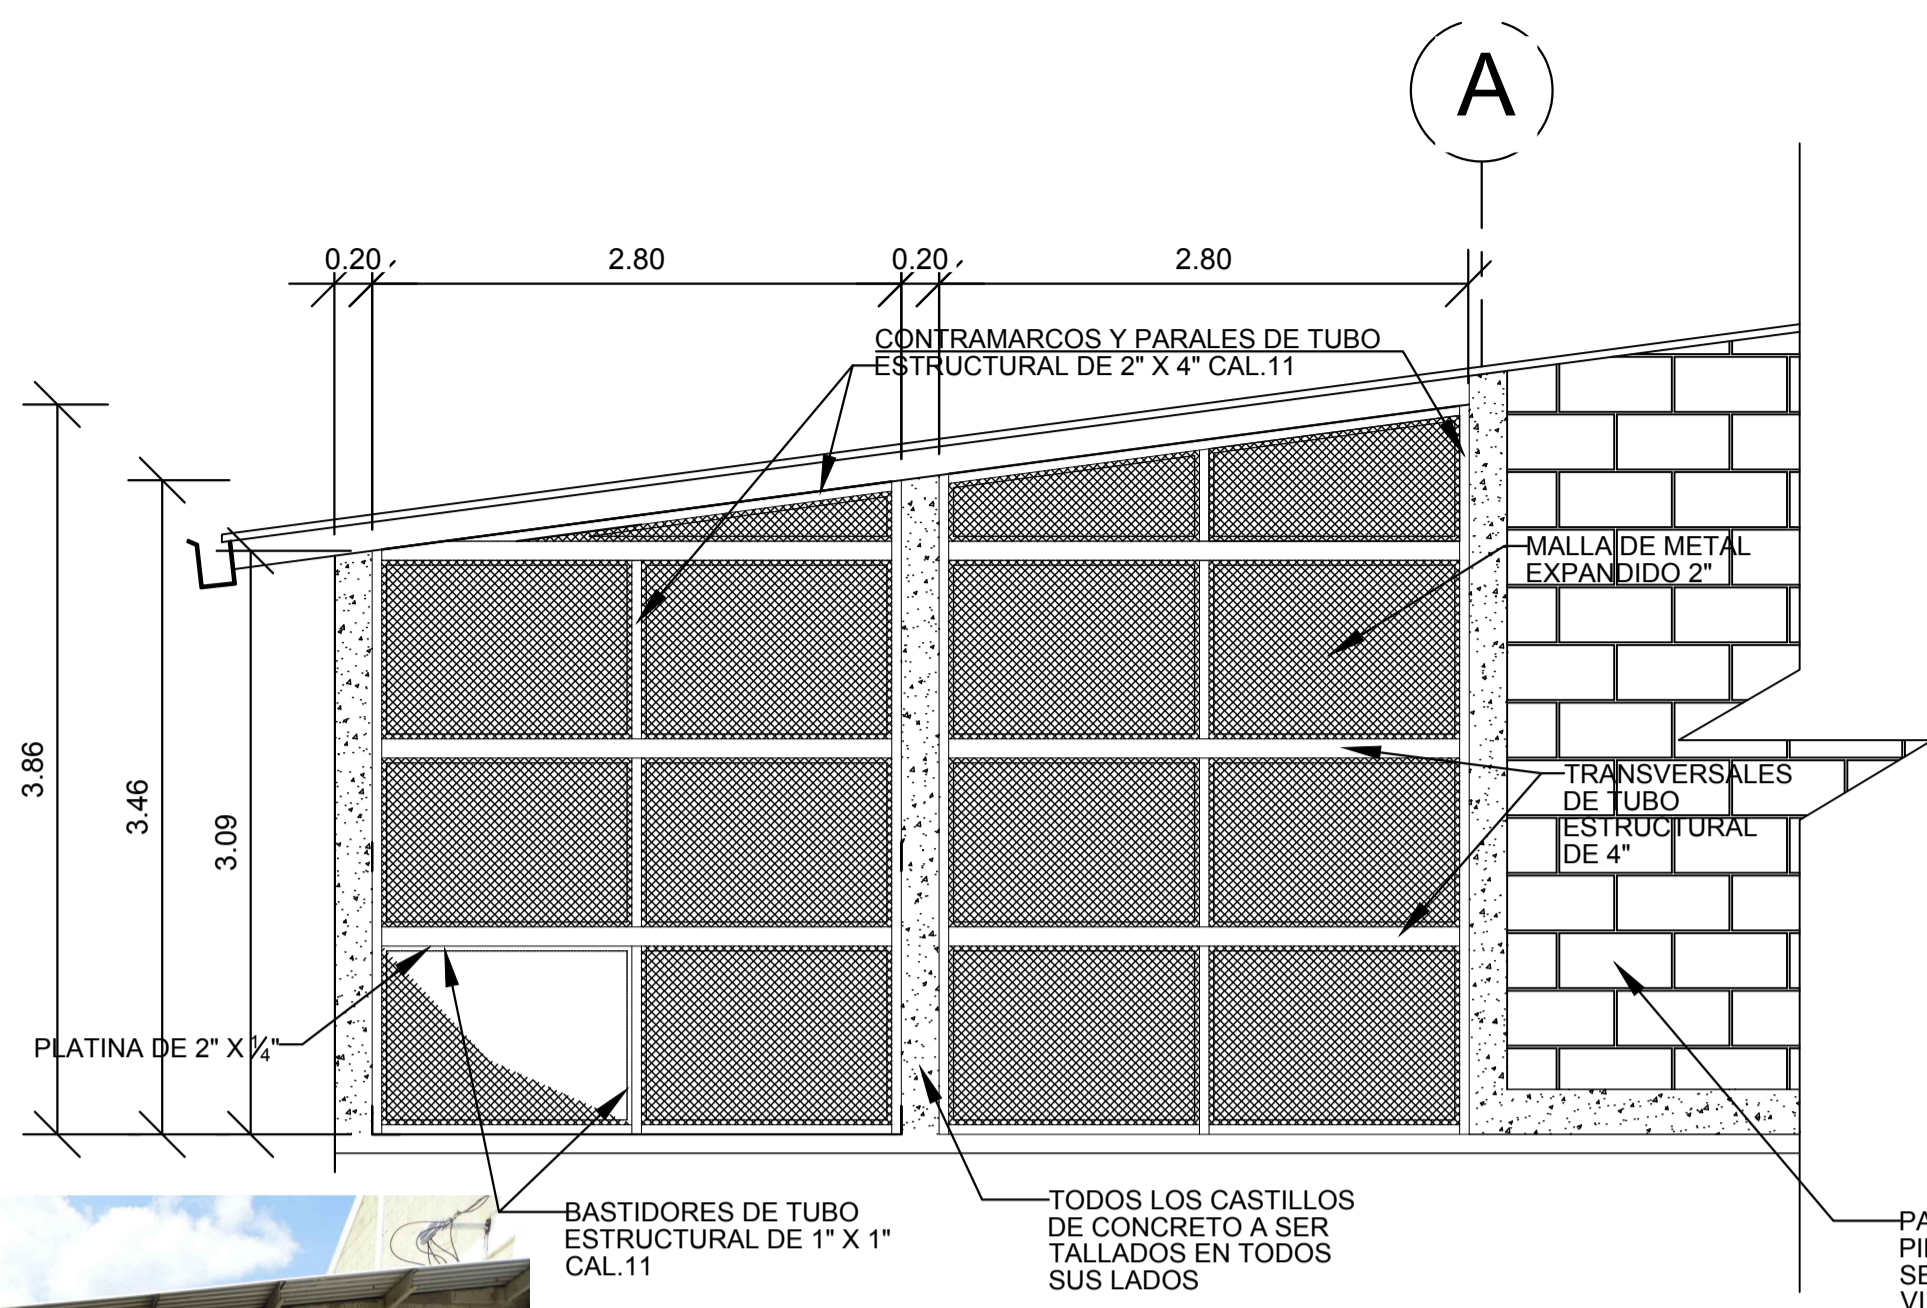 A
0.20
2.80
0.20
2.80
CONTRAMARCOS Y PARALES DE TUBO
ESTRUCTURAL DE 2" X 4" CAL.11
MALLA DE METAL
EXPANDIDO 2"
3.86
3.46
3.09
TRANSVERSALES
DE TUBO
ESTRUCTURAL
DE 4"
PLATINA DE 2" X ¼"
BASTIDORES DE TUBO
ESTRUCTURAL DE 1" X 1"
CAL.11
TODOS LOS CASTILLOS
DE CONCRETO A SER
TALLADOS EN TODOS
SUS LADOS